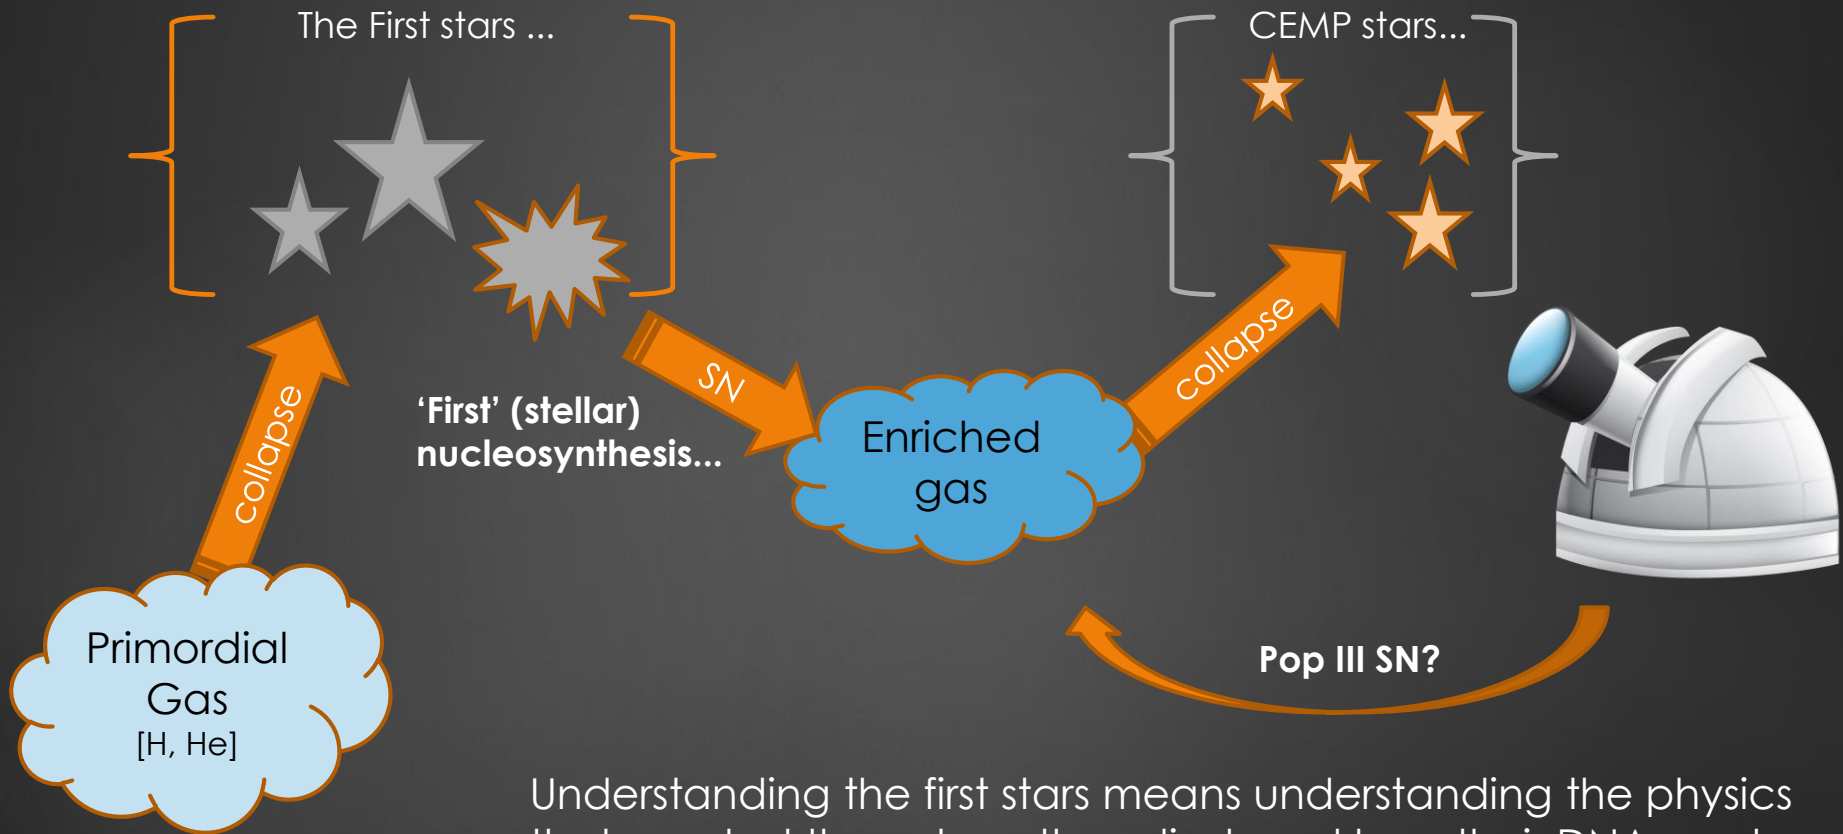 The First stars ...
CEMP stars...
collapse
SN
collapse
‘First’ (stellar)
nucleosynthesis...
Enriched
gas
Primordial
Gas
[H, He]
Pop III SN?
Understanding the first stars means understanding the physics